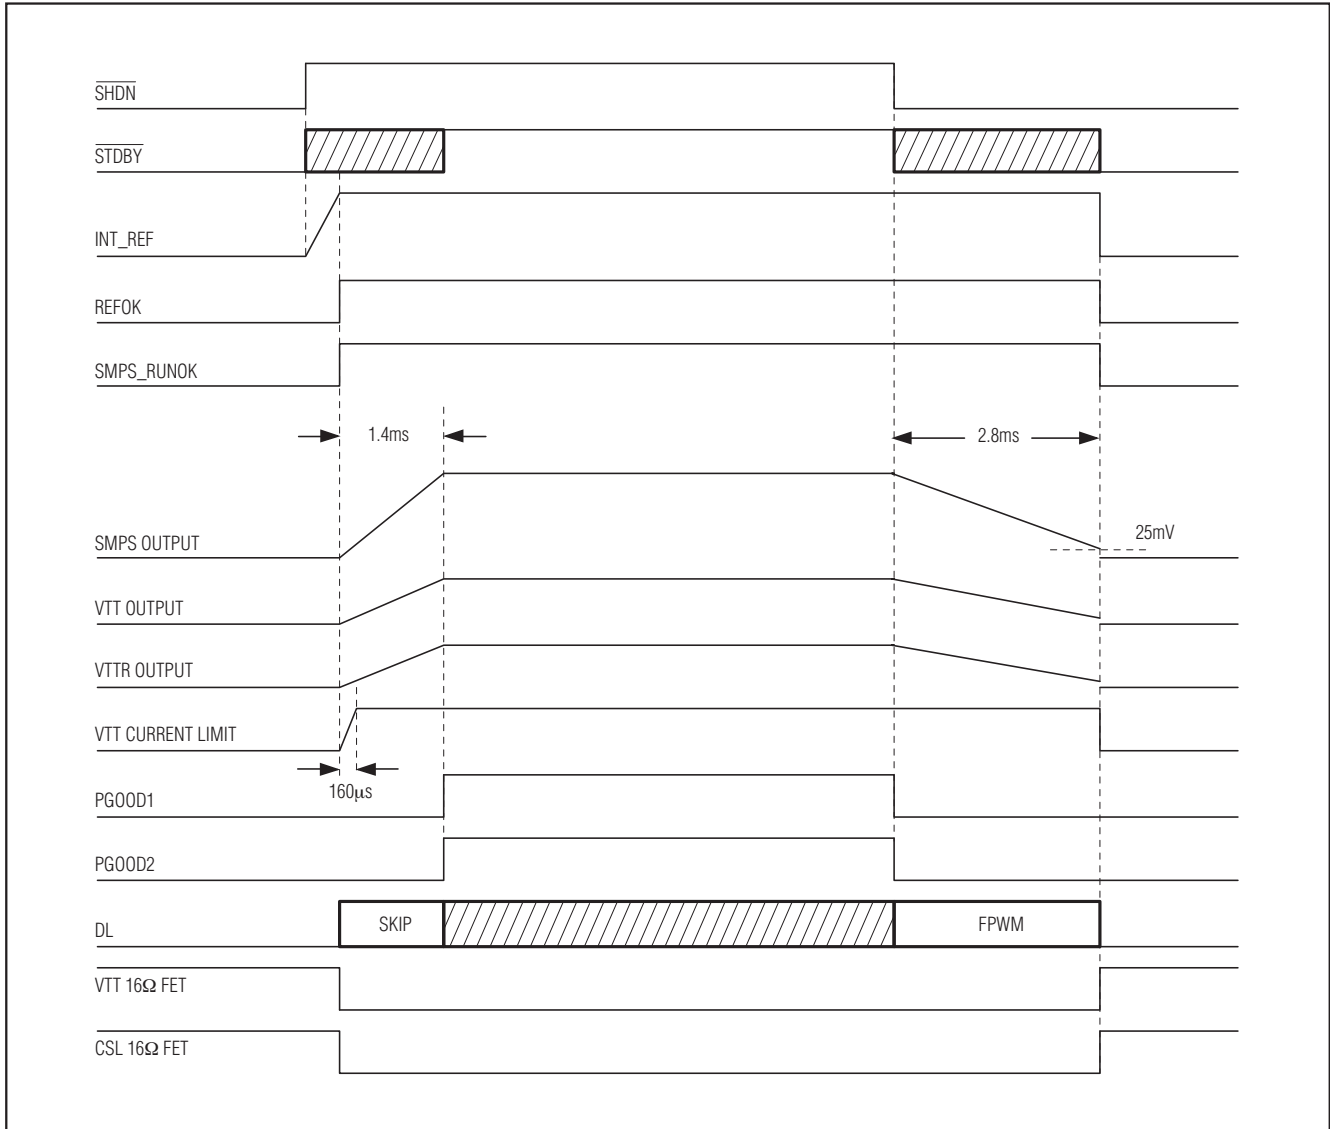 SHDN
STDBY
INT_REF
REFOK
SMPS_RUNOK
1.4ms
2.8ms
25mV
SMPS OUTPUT
VTT OUTPUT
VTTR OUTPUT
VTT CURRENT LIMIT
160μs
PGOOD1
PGOOD2
DL
SKIP
FPWM
VTT 16Ω FET
CSL 16Ω FET